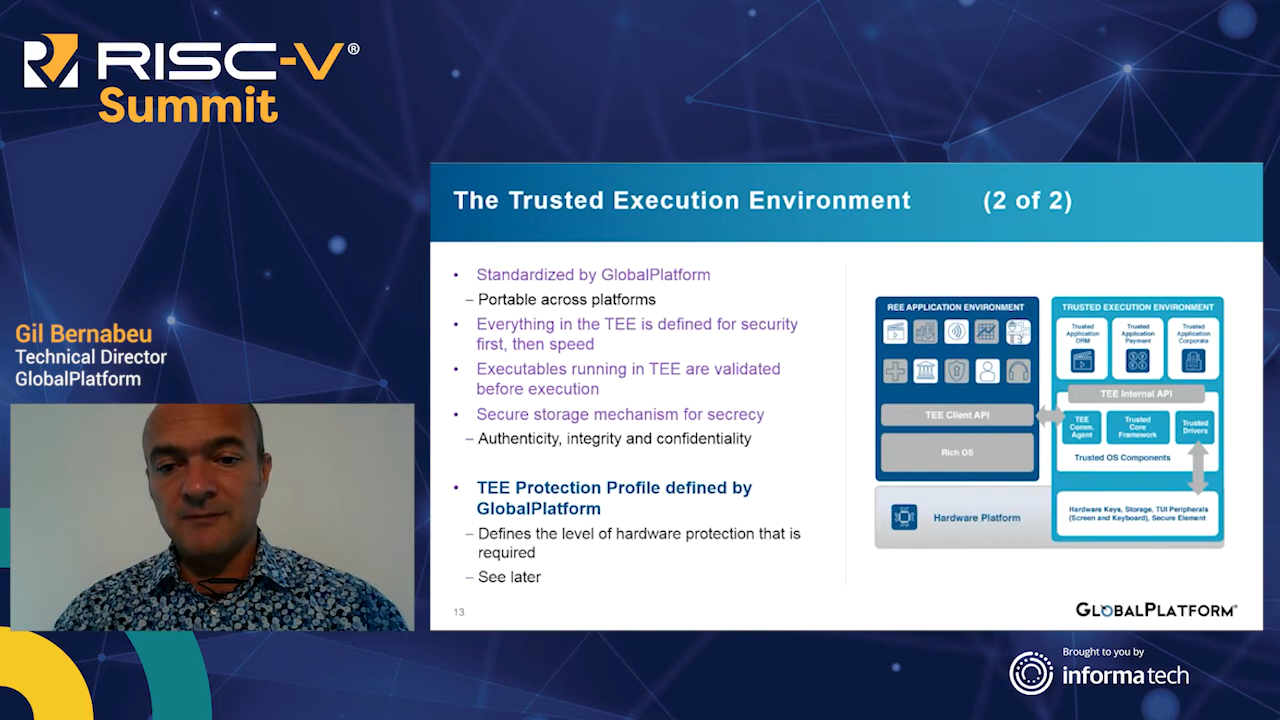 RISC-V®
Summit
Gil Bernabeu
Technical Director
GlobalPlatform
The Trusted Execution Environment (2 of 2)
• Standardized by GlobalPlatform
– Portable across platforms
• Everything in the TEE is defined for security
first, then speed
• Executables running in TEE are validated
before execution
• Secure storage mechanism for secrecy
– Authenticity, integrity and confidentiality
• TEE Protection Profile defined by
GlobalPlatform
– Defines the level of hardware protection that is
required
– See later
13
REE APPLICATION ENVIRONMENT
TEE Client API
Rich OS
Hardware Platform
TRUSTED EXECUTION ENVIRONMENT
Trusted
Application
DRM
Trusted
Application
Payment
Trusted
Application
Corporate
TEE Internal API
TEE
Comm.
Agent
Trusted
Core
Framework
Trusted
Drivers
Trusted OS Components
Hardware Keys, Storage, TUI Peripherals
(Screen and Keyboard), Secure Element
GLOBALPLATFORM®
Brought to you by
informa tech